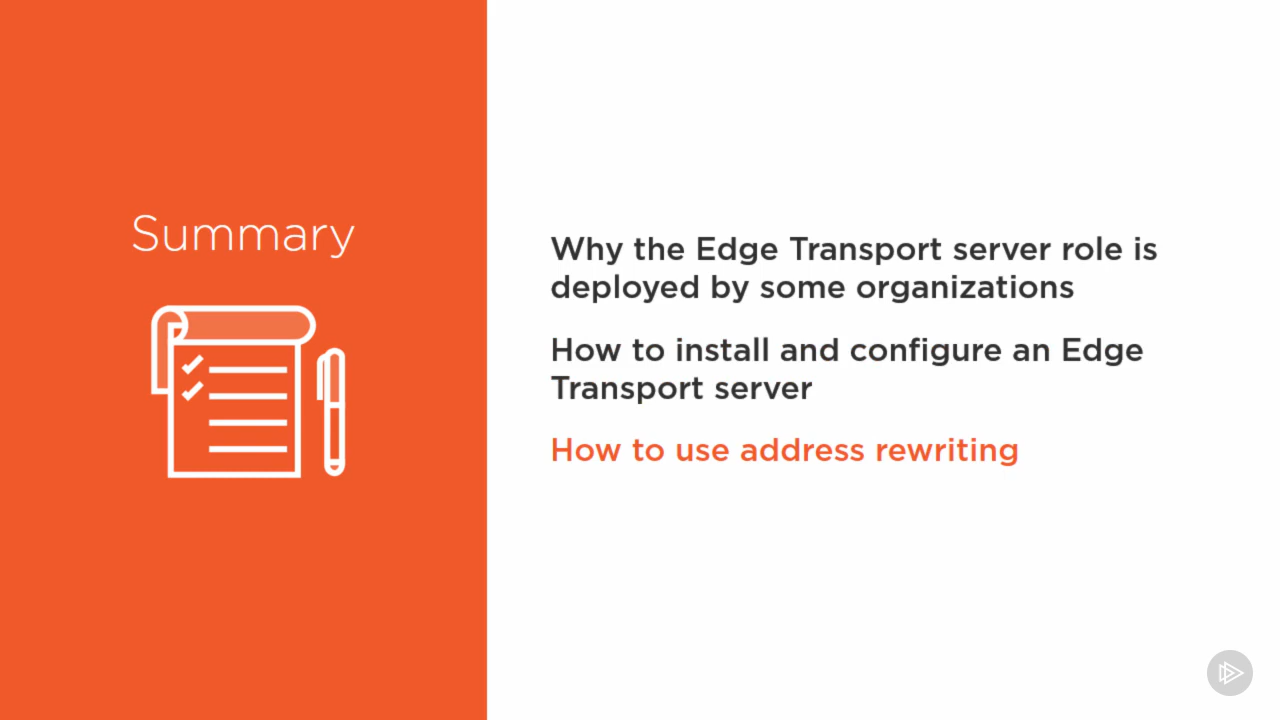 Summary
Why the Edge Transport server role is
deployed by some organizations
How to install and configure an Edge
Transport server
How to use address rewriting